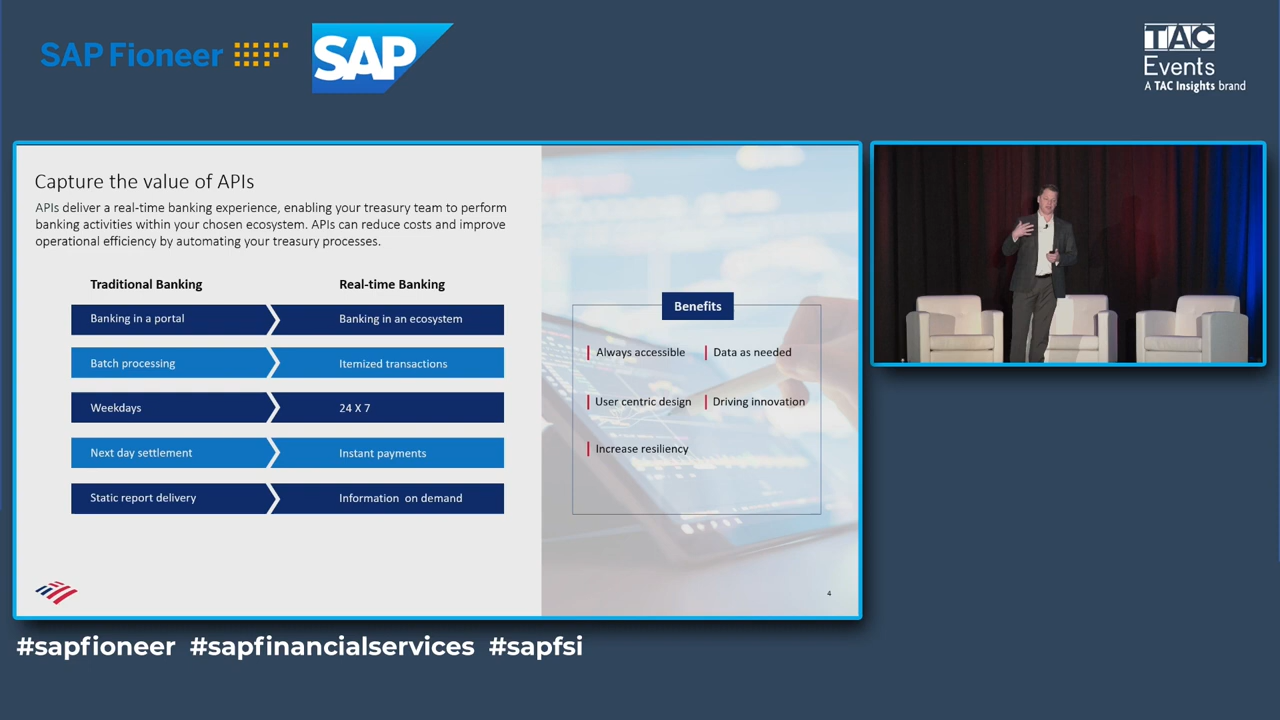 SAP Fioneer
SAP
TAC
Events
A TAC Insights brand
Capture the value of APIs
APIs deliver a real-time banking experience, enabling your treasury team to perform
banking activities within your chosen ecosystem. APIs can reduce costs and improve
operational efficiency by automating your treasury processes.
Traditional Banking
Real-time Banking
Banking in a portal
Banking in an ecosystem
Batch processing
Itemized transactions
Weekdays
24 X 7
Next day settlement
Instant payments
Static report delivery
Information on demand
Benefits
Always accessible
Data as needed
User centric design
Driving innovation
Increase resiliency
4
#sapfioneer #sapfinancialservices #sapfsi